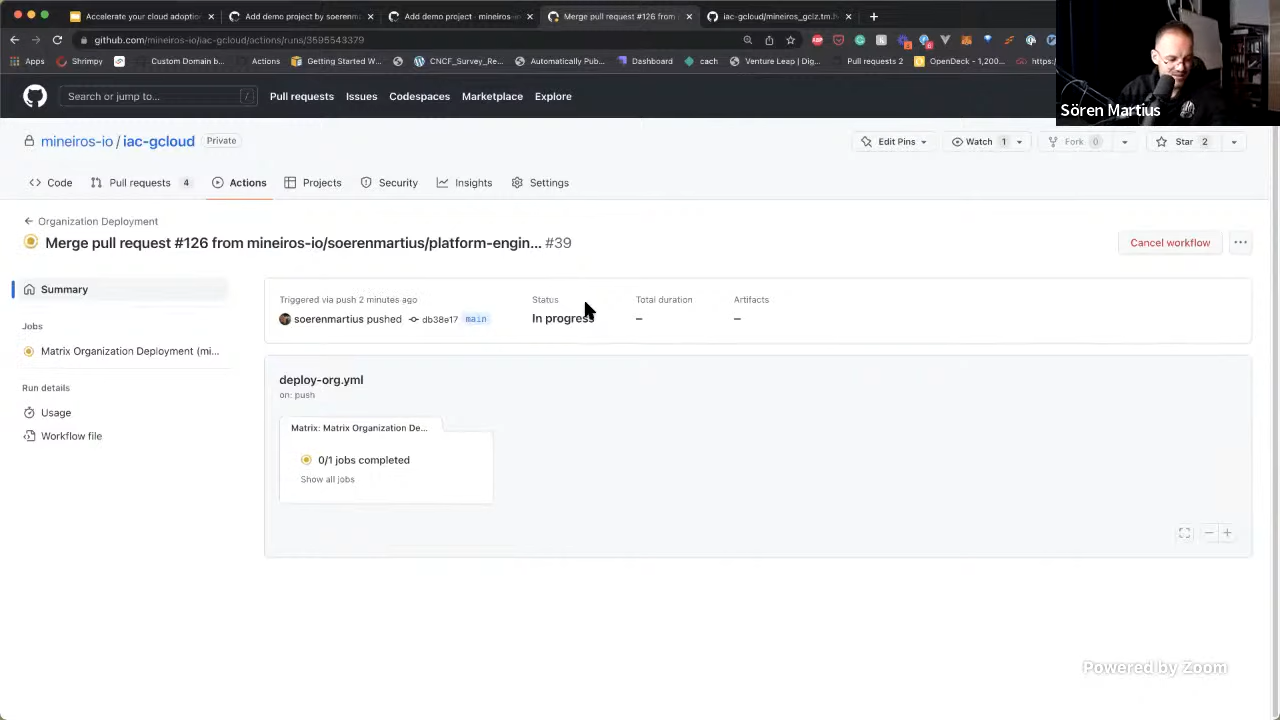 Accelerate your cloud adoption
Add demo project by soerenm
Add demo project · mineiros-io
Merge pull request #126 from
iac-gcloud/mineiros_gclz.tm.h
github.com/mineiros-io/iac-gcloud/actions/runs/3595543379
Apps
Shrimpy
Custom Domain b...
Actions
Getting Started W...
CNCF_Survey_Re...
Automatically Pub...
Dashboard
cach
Venture Leap | Dig...
Pull requests 2
OpenDeck - 1,200...
https:/
Search or jump to...
/
Pull requests
Issues
Codespaces
Marketplace
Explore
Sören Martius
mineiros-io / iac-gcloud
Private
Edit Pins
Watch 1
Fork 0
Star 2
Code
Pull requests 4
Actions
Projects
Security
Insights
Settings
Organization Deployment
Merge pull request #126 from mineiros-io/soerenmartius/platform-engin... #39
Cancel workflow
Summary
Jobs
Matrix Organization Deployment (mi...
Run details
Usage
Workflow file
Triggered via push 2 minutes ago
soerenmartius pushed db38e17 main
Status
In progress
Total duration
–
Artifacts
–
deploy-org.yml
on: push
Matrix: Matrix Organization De...
0/1 jobs completed
Show all jobs
Powered by Zoom